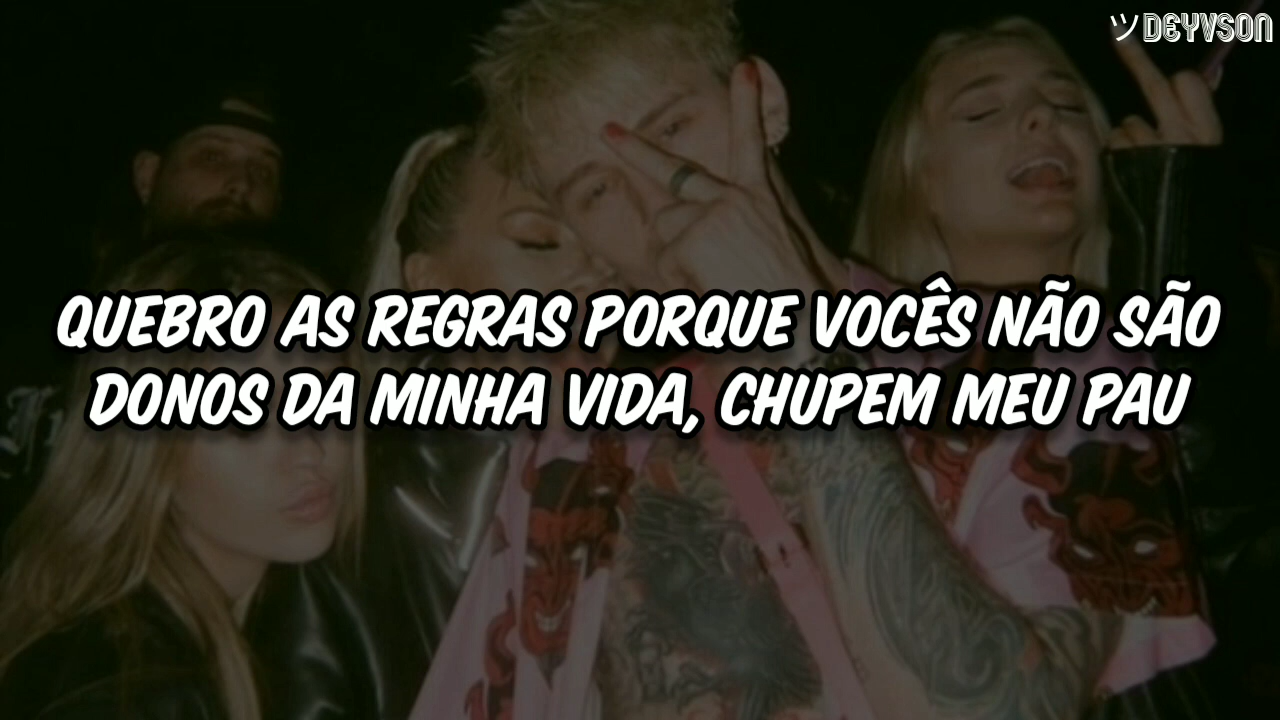 ツDEYVSON
QUEBRO AS REGRAS PORQUE VOCÊS NÃO SÃO
DONOS DA MINHA VIDA, CHUPEM MEU PAU